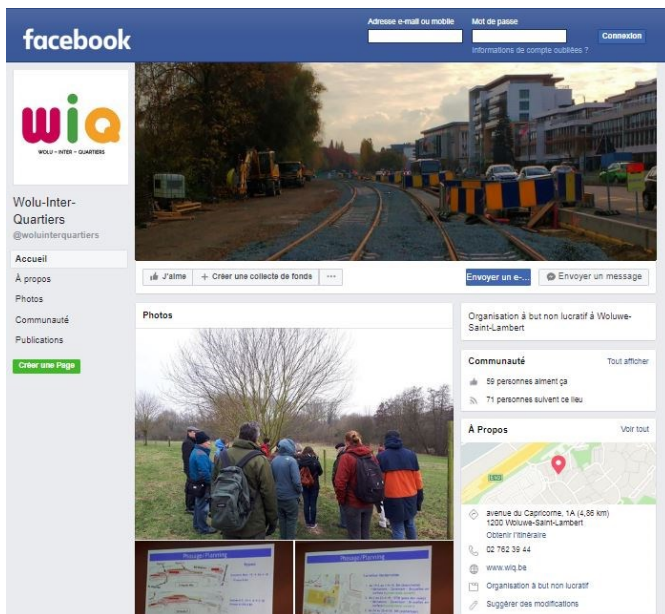 Adresse e-mail ou mobile
Mot de passe
facebook
Connexion
Informations de compte oubliées ?
wiq
WOLU – INTER – QUARTIERS
Wolu-Inter-
Quartiers
@woluinterquartiers
Accueil
À propos
Photos
Communauté
Publications
Créer une Page
J'aime
Créer une collecte de fonds
Envoyer un e-...
Envoyer un message
Photos
Phasage/Planning
Phasage/Planning
Organisation à but non lucratif à Woluwe-
Saint-Lambert
Communauté
Tout afficher
59 personnes aiment ça
71 personnes suivent ce lieu
À Propos
Voir tout
avenue du Capricorne, 1A (4,86 km)
1200 Woluwe-Saint-Lambert
Obtenir l'itinéraire
02 762 39 44
www.wiq.be
Organisation à but non lucratif
Suggérer des modifications